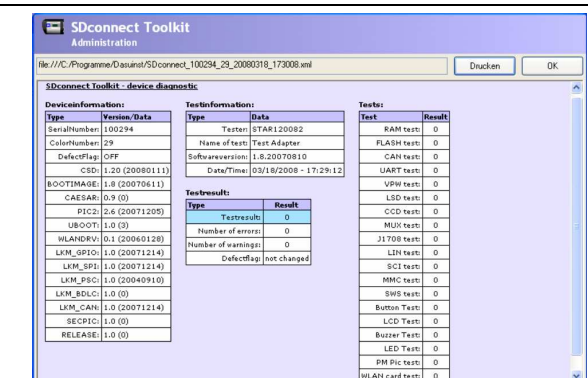 SDconnect Toolkit
Administration
file:///C:/Programme/Dasuinst/SDconnect_100294_29_20080318_173008.xml
Drucken
OK
SDconnect Toolkit - device diagnostic
Deviceinformation:
Type Version/Data
SerialNumber: 100294
ColorNumber: 29
DefectFlag: OFF
CSD: 1.20 (20080111)
BOOTIMAGE: 1.8 (20070611)
CAESAR: 0.9 (0)
PIC2: 2.6 (20071205)
UBOOT: 1.0 (3)
WLANDRV: 0.1 (20060128)
LKM_GPIO: 1.0 (20071214)
LKM_SPI: 1.0 (20071214)
LKM_PSC: 1.0 (20040910)
LKM_BDLC: 1.0 (0)
LKM_CAN: 1.0 (20071214)
SECPIC: 1.0 (0)
RELEASE: 1.0 (0)
Testinformation:
Type Data
Tester: STAR120082
Name of test: Test Adapter
Softwareversion: 1.8.20070810
Date/Time: 03/18/2008 - 17:29:12
Testresult:
Type Result
Testresult: 0
Number of errors: 0
Number of warnings: 0
Defectflag: not changed
Tests:
Test Result
RAM test: 0
FLASH test: 0
CAN test: 0
UART test: 0
VPW test: 0
LSD test: 0
CCD test: 0
MUX test: 0
J1708 test: 0
LIN test: 0
SCI test: 0
MMC test: 0
SWS test: 0
Button Test: 0
LCD Test: 0
Buzzer Test: 0
LED Test: 0
PM Pic test: 0
WLAN card test: 0